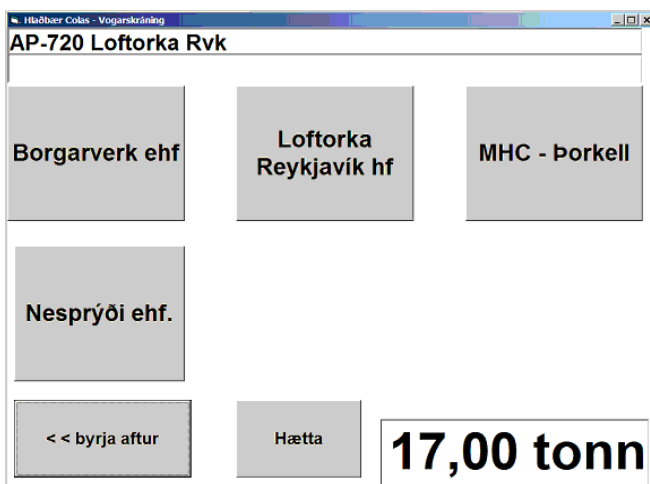 Hlaðbær Colas - Vogarskráning
AP-720 Loftorka Rvk
Borgarverk ehf
Loftorka
Reykjavík hf
MHC - Þorkell
Nesprýði ehf.
< < byrja aftur
Hætta
17,00 tonn